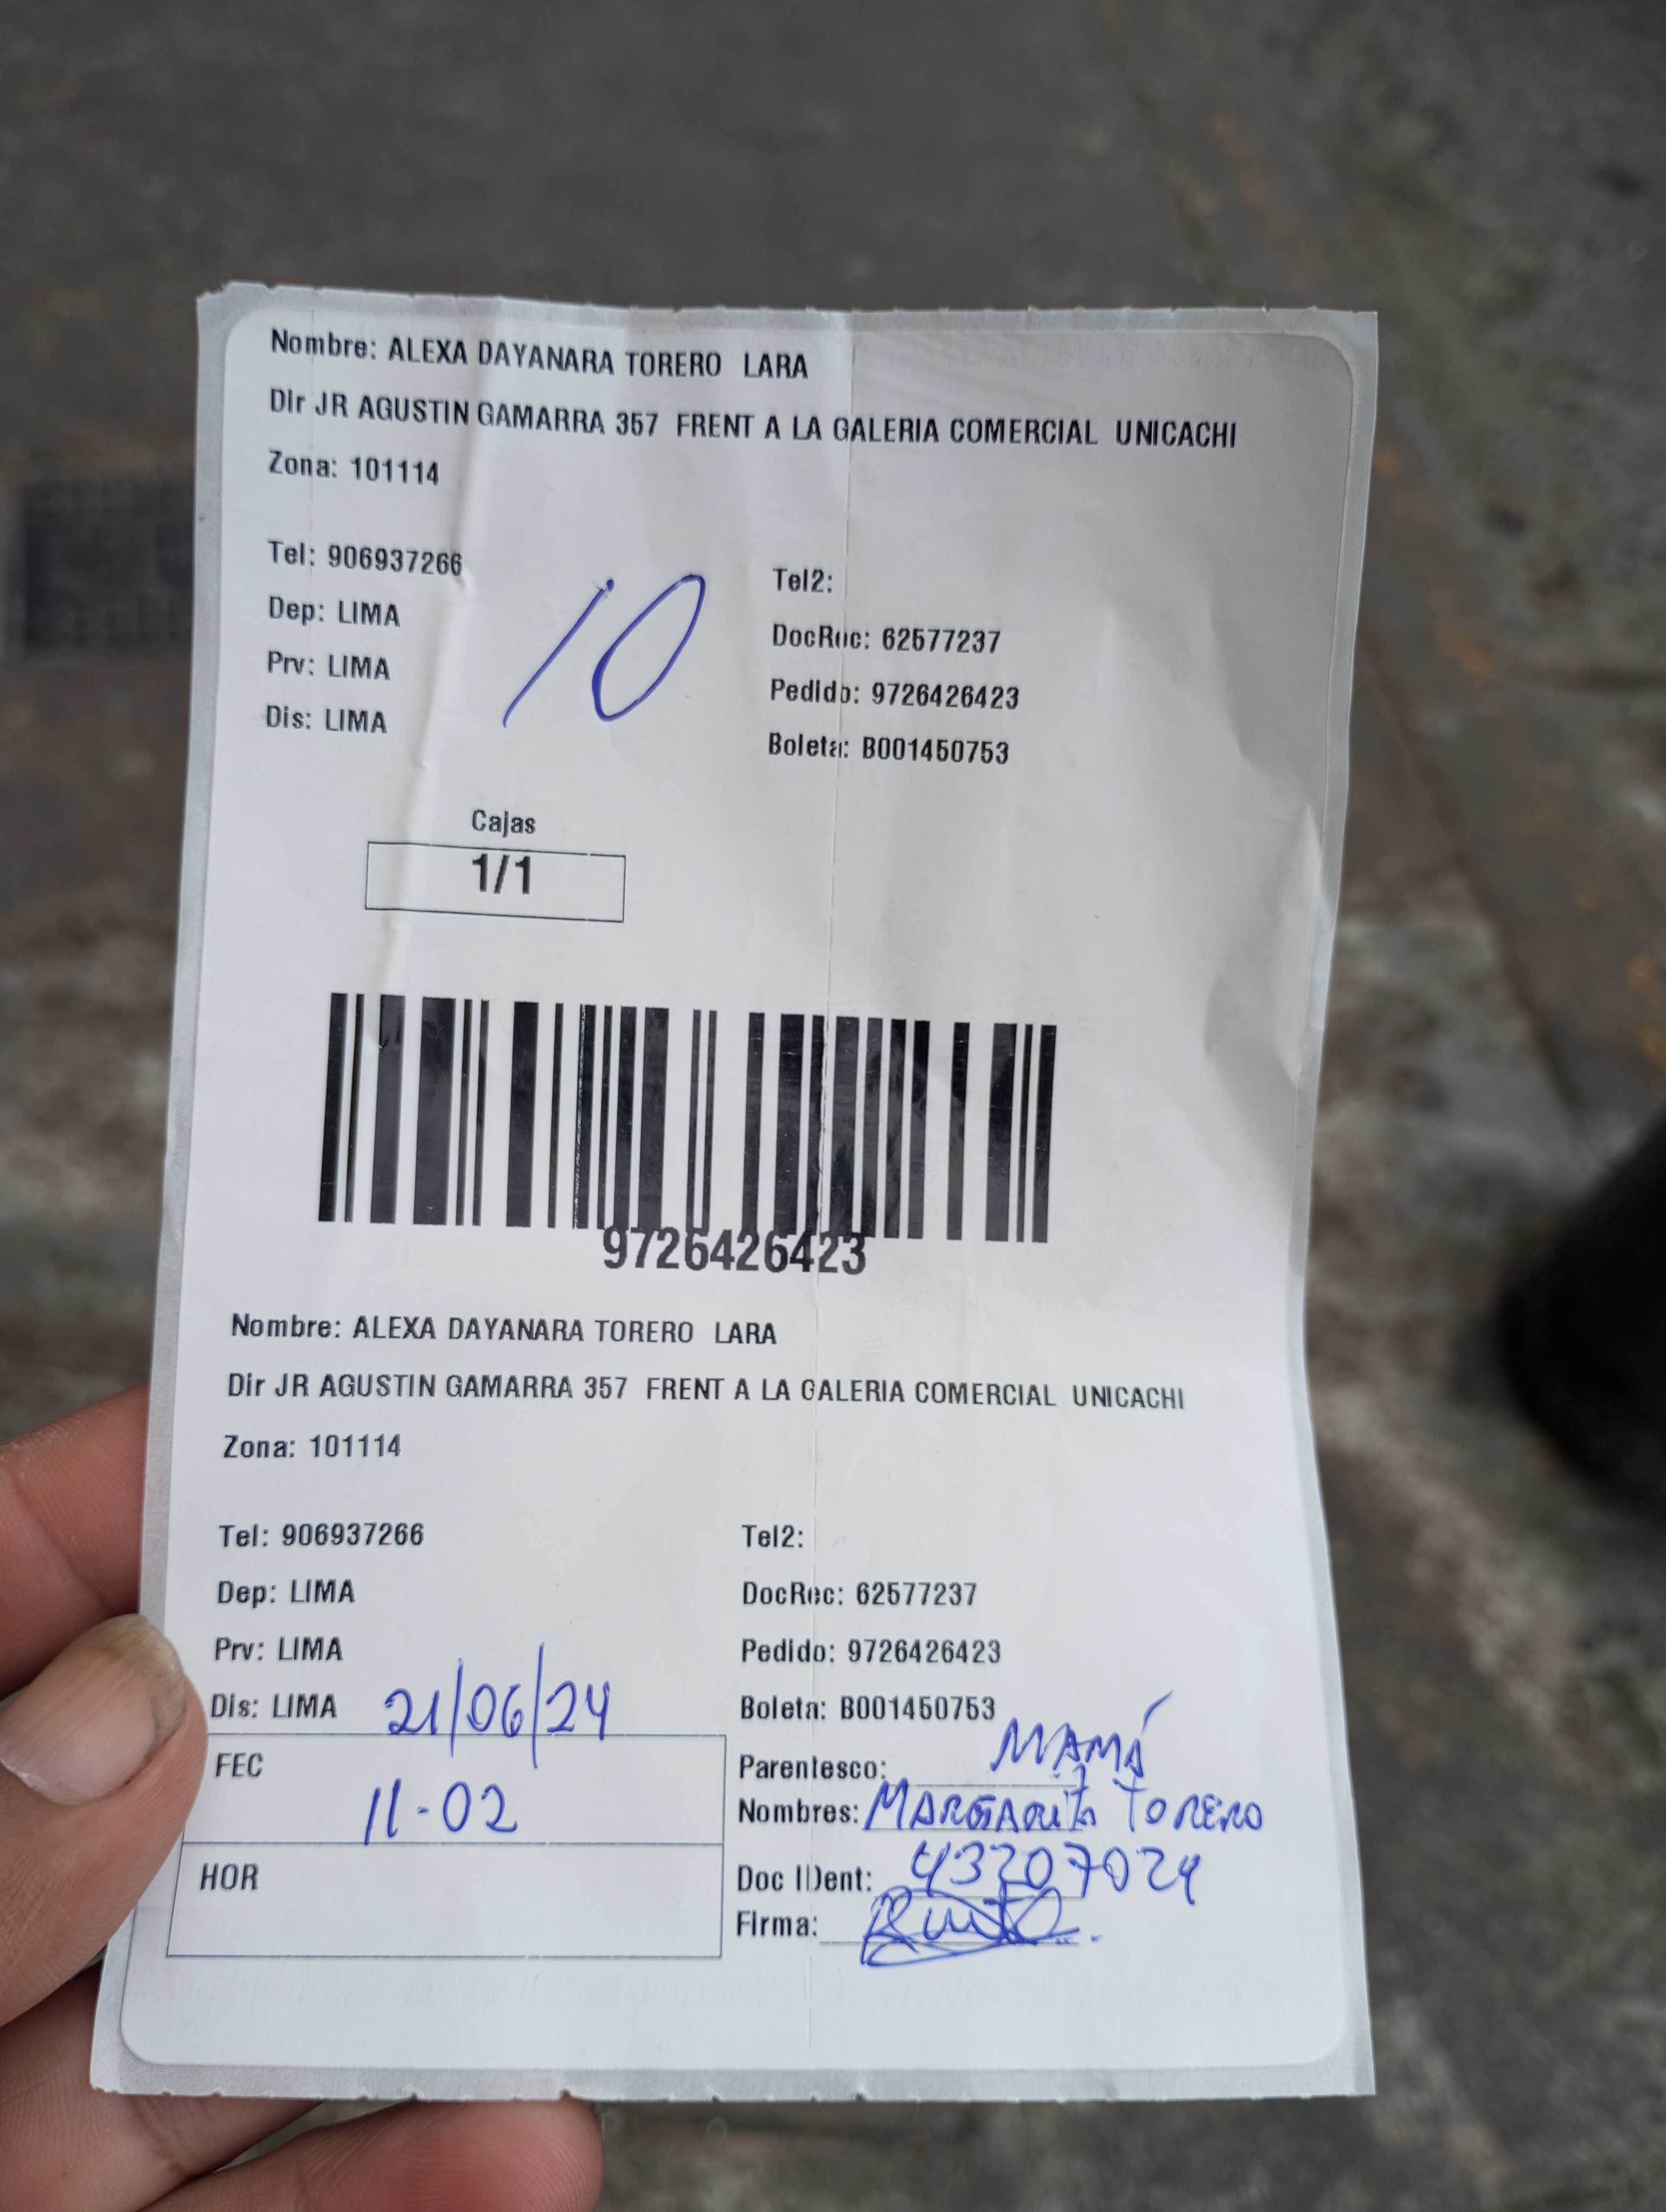 Nombre: ALEXA DAYANARA TORERO LARA
Dir JR AGUSTIN GAMARRA 357 FRENT A LA GALERIA COMERCIAL UNICACHI
Zona: 101114
Tel: 906937266
Tel2:
Dep: LIMA
DocRec: 62577237
Prv: LIMA
Pedido: 9726426423
Dis: LIMA
Boleta: B001450753
10
Cajas
1/1
9726426423
Nombre: ALEXA DAYANARA TORERO LARA
Dir JR AGUSTIN GAMARRA 357 FRENT A LA GALERIA COMERCIAL UNICACHI
Zona: 101114
Tel: 906937266
Tel2:
Dep: LIMA
DocRec: 62577237
Prv: LIMA
Pedido: 9726426423
Dis: LIMA 21/06/24
Boleta: B001450753
FEC
11-02
HOR
Parentesco: MAMÁ
Nombres: MARGARITA TORERO
Doc IDent: 43207024
Firma: